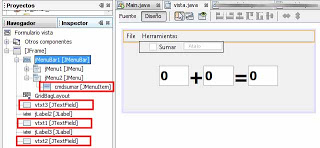 Proyectos
Navegador Inspector
Formulario vista
Otros componentes
[JFrame]
jMenuBar1 [JMenuBar]
jMenu1 [JMenu]
jMenu2 [JMenu]
cmdsumar [JMenuItem]
GridBagLayout
vtxt3 [JTextField]
jLabel2 [JLabel]
vtxt1 [JTextField]
jLabel3 [JLabel]
vtxt2 [JTextField]
Main.java vista.java
Fuente Diseño
File Herramientas
Sumar
0 + 0 = 0